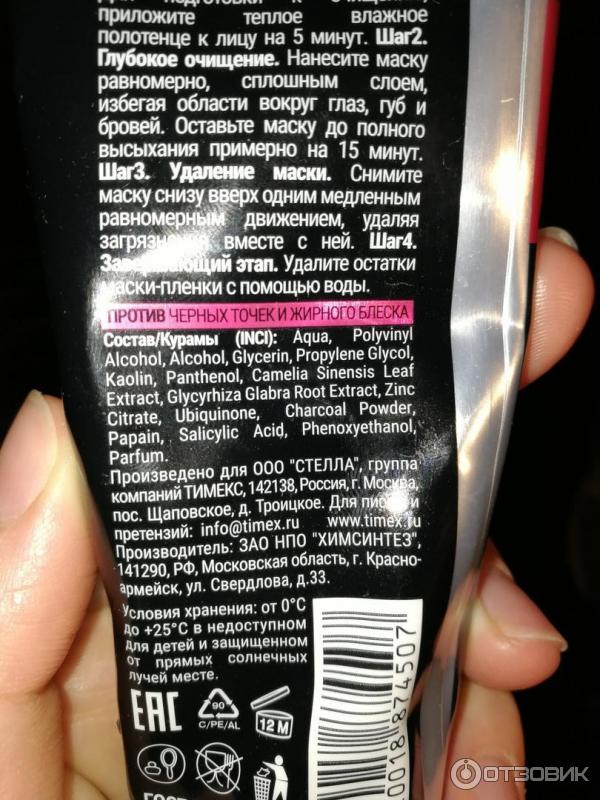 приложите теплое влажное
полотенце к лицу на 5 минут. Шаг2.
Глубокое очищение. Нанесите маску
равномерно, сплошным слоем,
избегая области вокруг глаз, губ и
бровей. Оставьте маску до полного
высыхания примерно на 15 минут.
Шаг3. Удаление маски. Снимите
маску снизу вверх одним медленным
равномерным движением, удаляя
загрязнения вместе с ней. Шаг4.
Завершающий этап. Удалите остатки
маски-пленки с помощью воды.
ПРОТИВ ЧЕРНЫХ ТОЧЕК И ЖИРНОГО БЛЕСКА
Состав/Курамы (INCI): Aqua, Polyvinyl
Alcohol, Alcohol, Glycerin, Propylene Glycol,
Kaolin, Panthenol, Camelia Sinensis Leaf
Extract, Glycyrhiza Glabra Root Extract, Zinc
Citrate, Ubiquinone, Charcoal Powder,
Papain, Salicylic Acid, Phenoxyethanol,
Parfum.
Произведено для ООО "СТЕЛЛА", группа
компаний ТИМЕКС, 142138, Россия, г. Москва,
пос. Щаповское, д. Троицкое. Для писем и
претензий: info@timex.ru www.timex.ru
Производитель: ЗАО НПО "ХИМСИНТЕЗ",
141290, РФ, Московская область, г. Красно-
армейск, ул. Свердлова, д.33.
Условия хранения: от 0°C
до +25°C в недоступном
для детей и защищенном
от прямых солнечных
лучей месте.
EAC
90
C/PE/AL
12 M
0018 874507
ОТЗОВИК